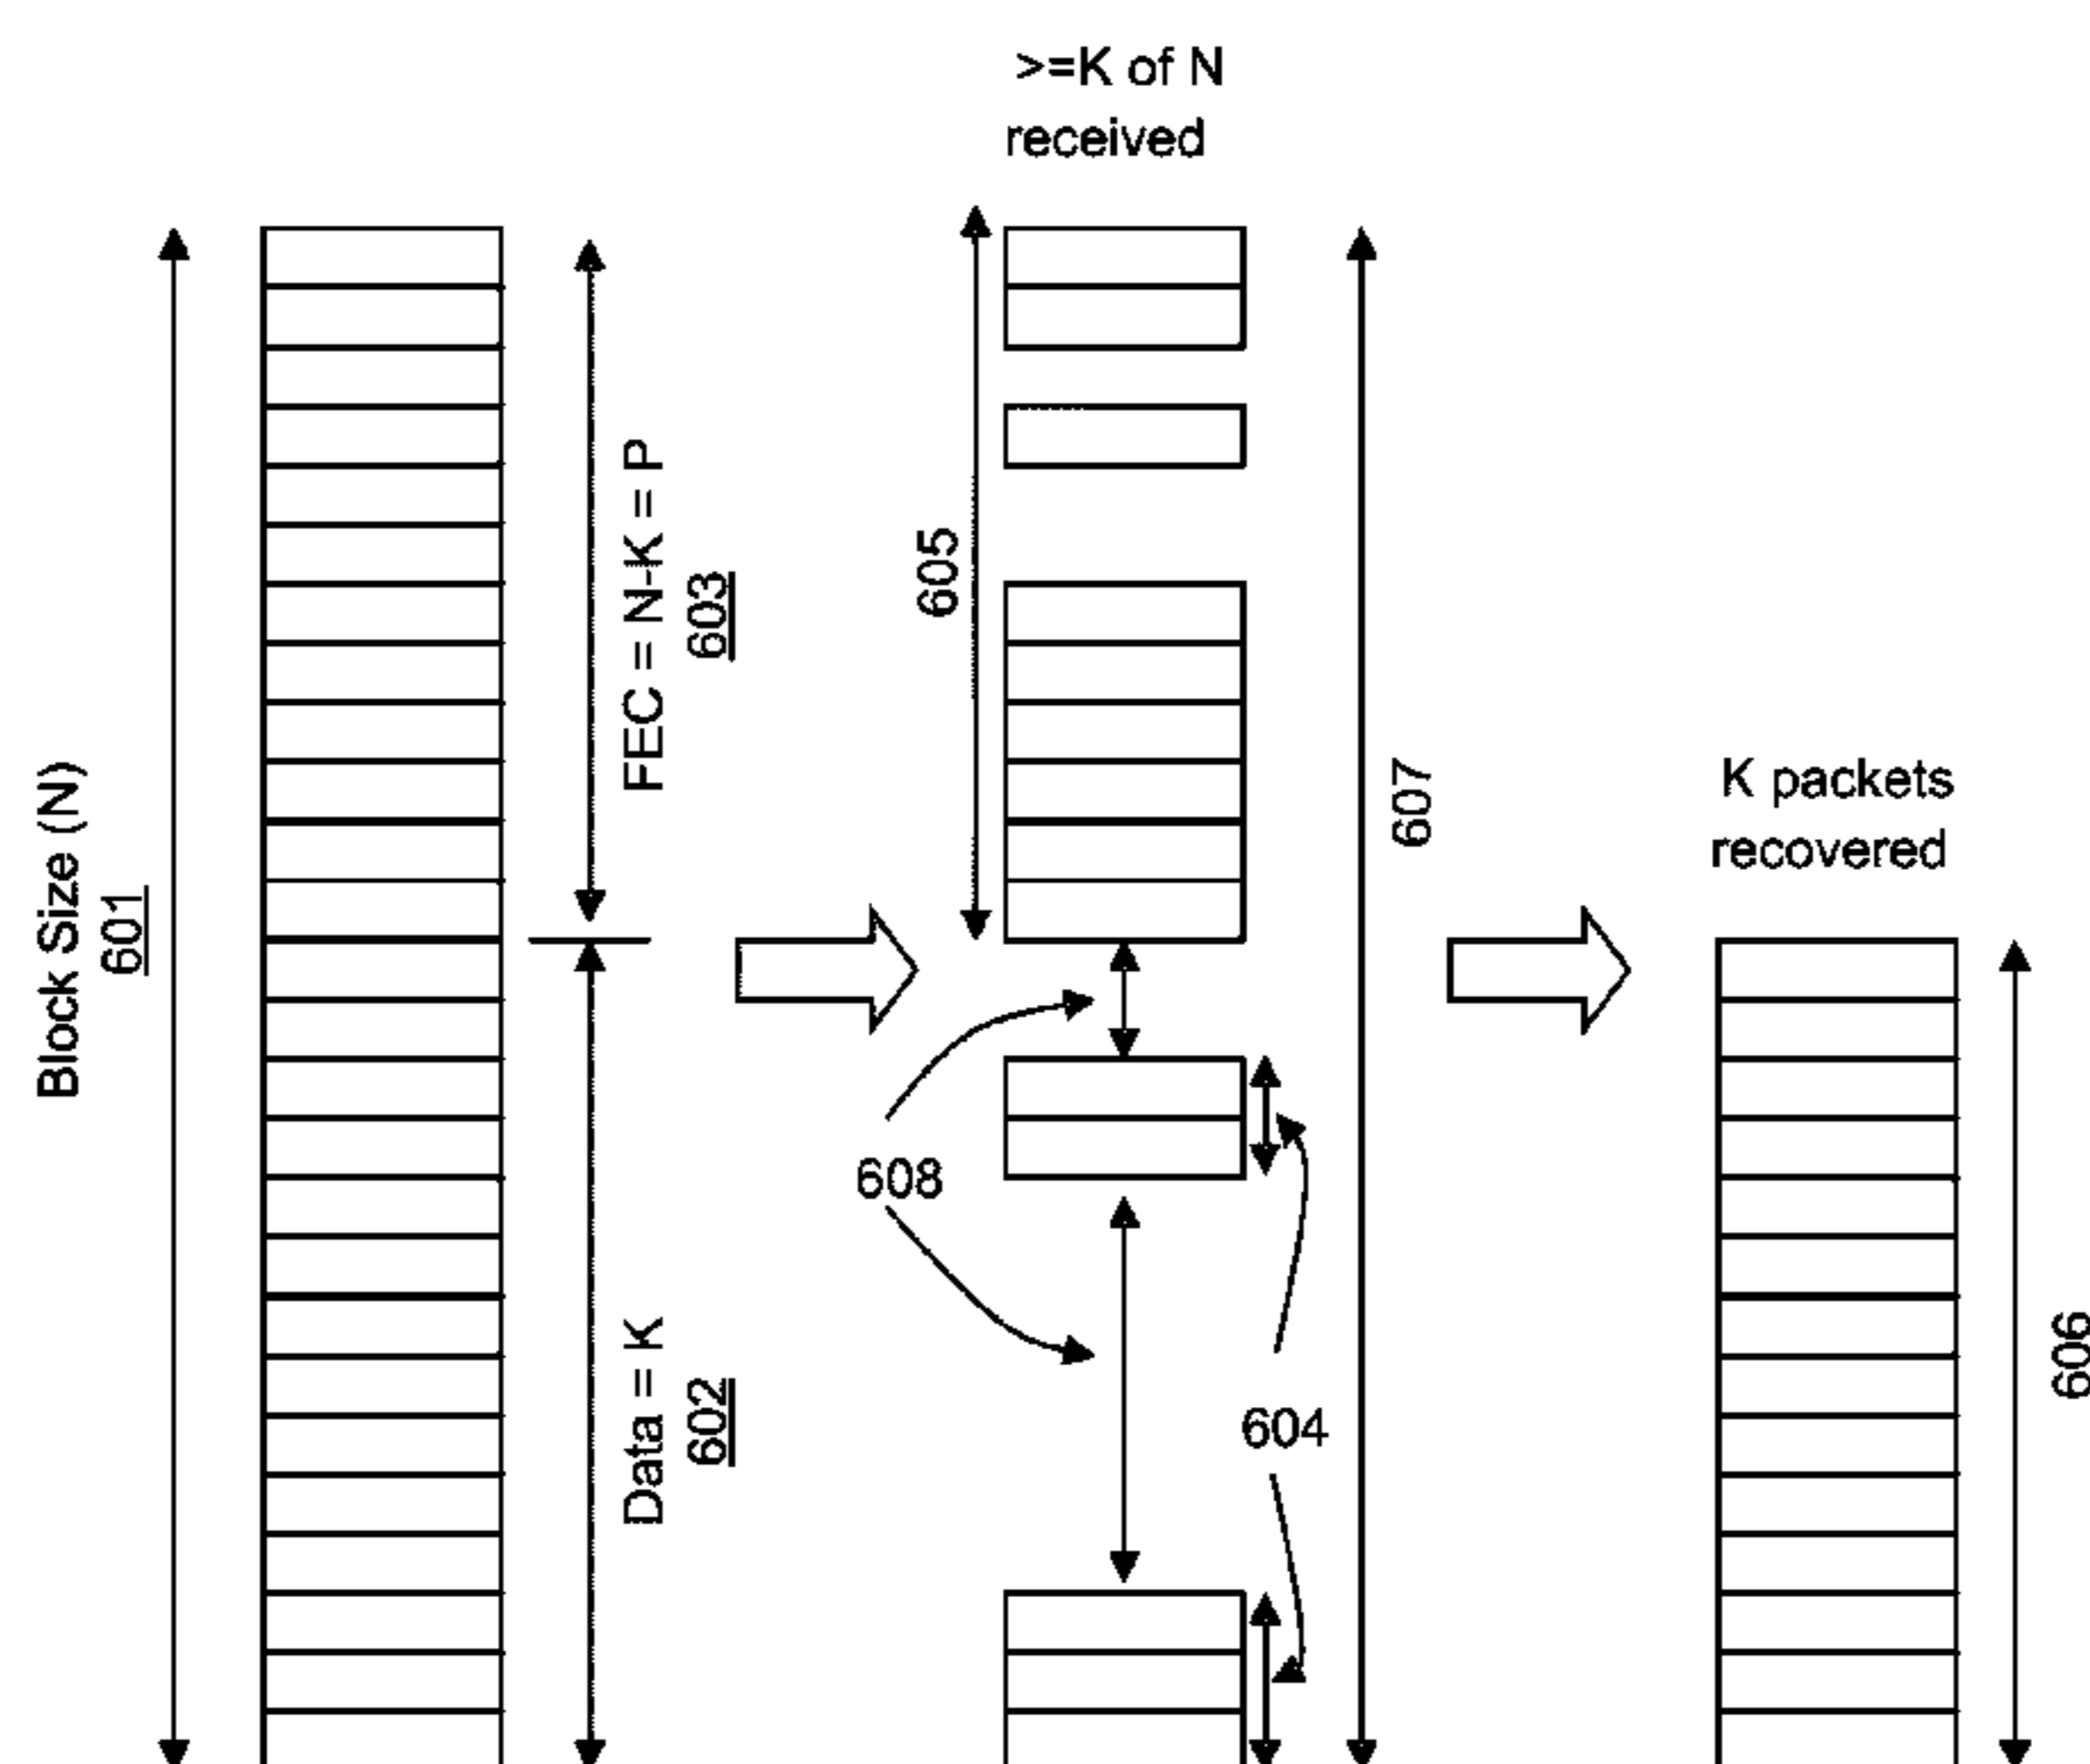 >=K of N
received
Block Size (N)
601
FEC = N-K = P
603
Data = K
602
605
607
608
604
K packets
recovered
606